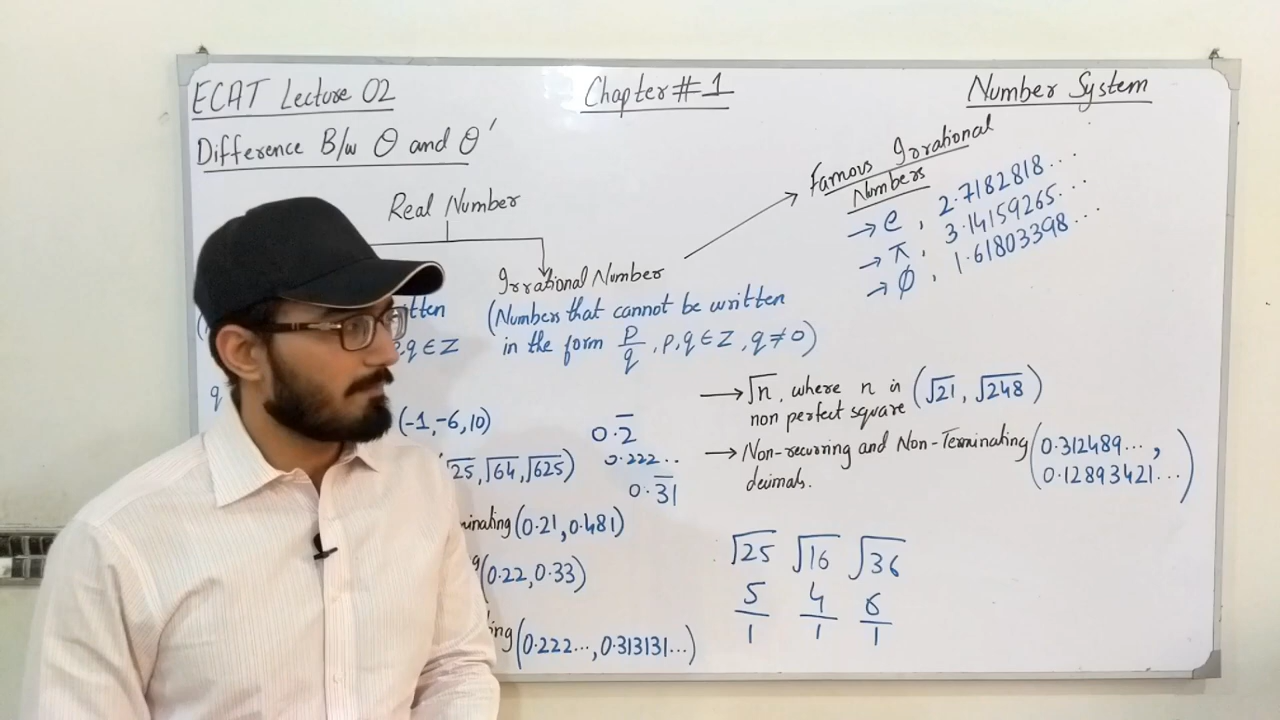 ECAT Lecture 02
Chapter # 1
Number System
Difference B/w Q and Q'
Real Number
Irrational Number
(Numbers that cannot be written
in the form p/q , p,q ∈ Z , q ≠ 0)
p,q ∈ Z
q
(-1,-6,10)
√25,√64,√625)
(0.21,0.481)
(0.22,0.33)
(0.222...,0.313131...)
0.2̅
0.222..
0.3̅1̅
Famous Irrational
Numbers
→ e , 2.7182818...
→ π , 3.14159265...
→ ϕ , 1.61803398...
→ √n , where n is
non perfect square (√21, √248)
→ Non-recurring and Non-Terminating (0.312489... ,
decimals. 0.12893421...)
√25 √16 √36
5/1 4/1 6/1